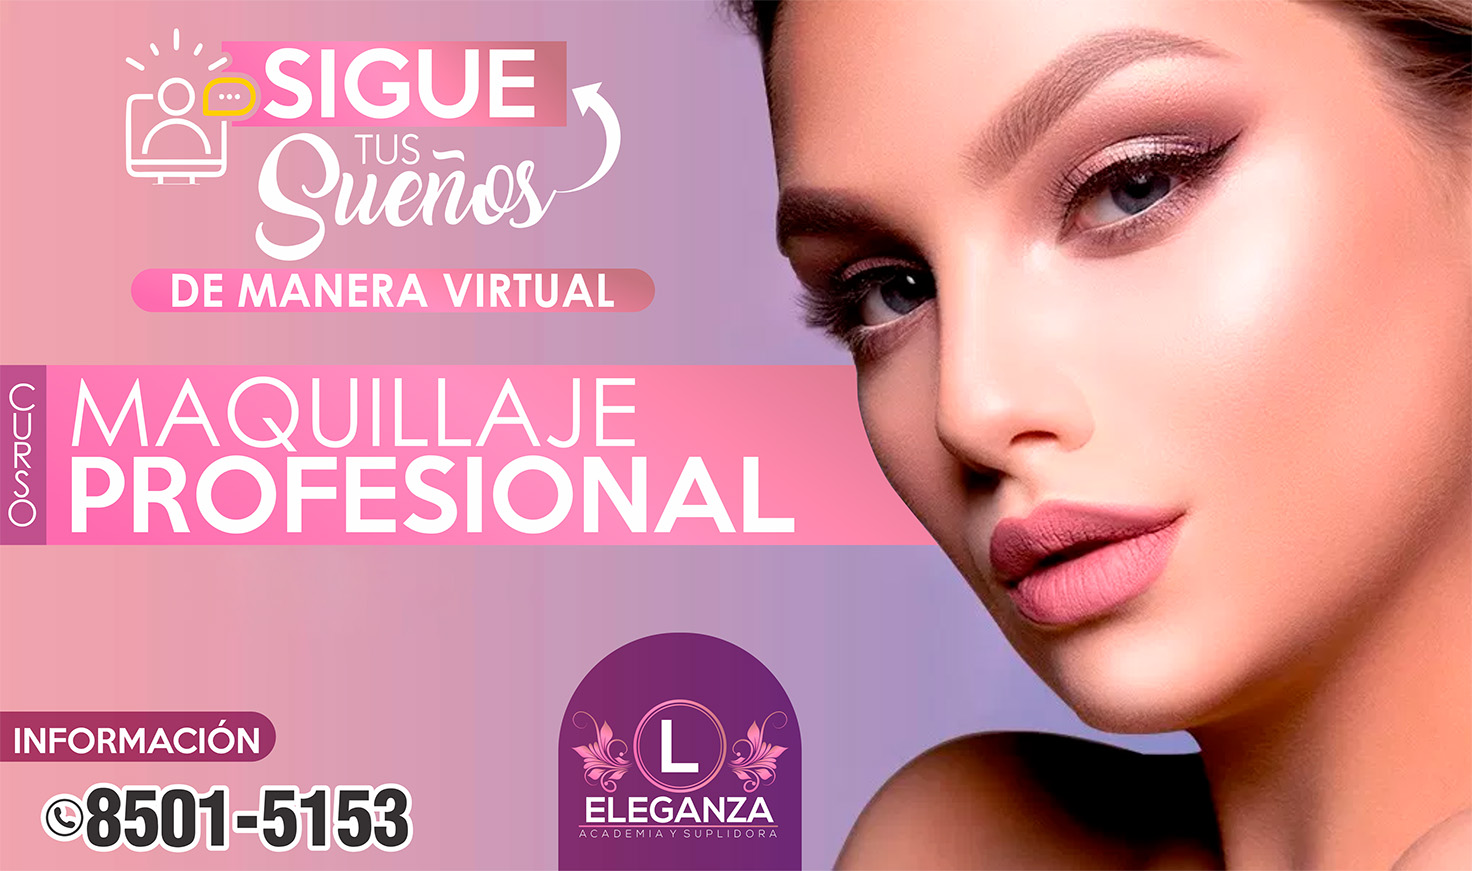 SIGUE
TUS
Sueños
DE MANERA VIRTUAL
CURSO
MAQUILLAJE
PROFESIONAL
INFORMACIÓN
8501-5153
L
ELEGANZA
ACADEMIA Y SUPLIDORA